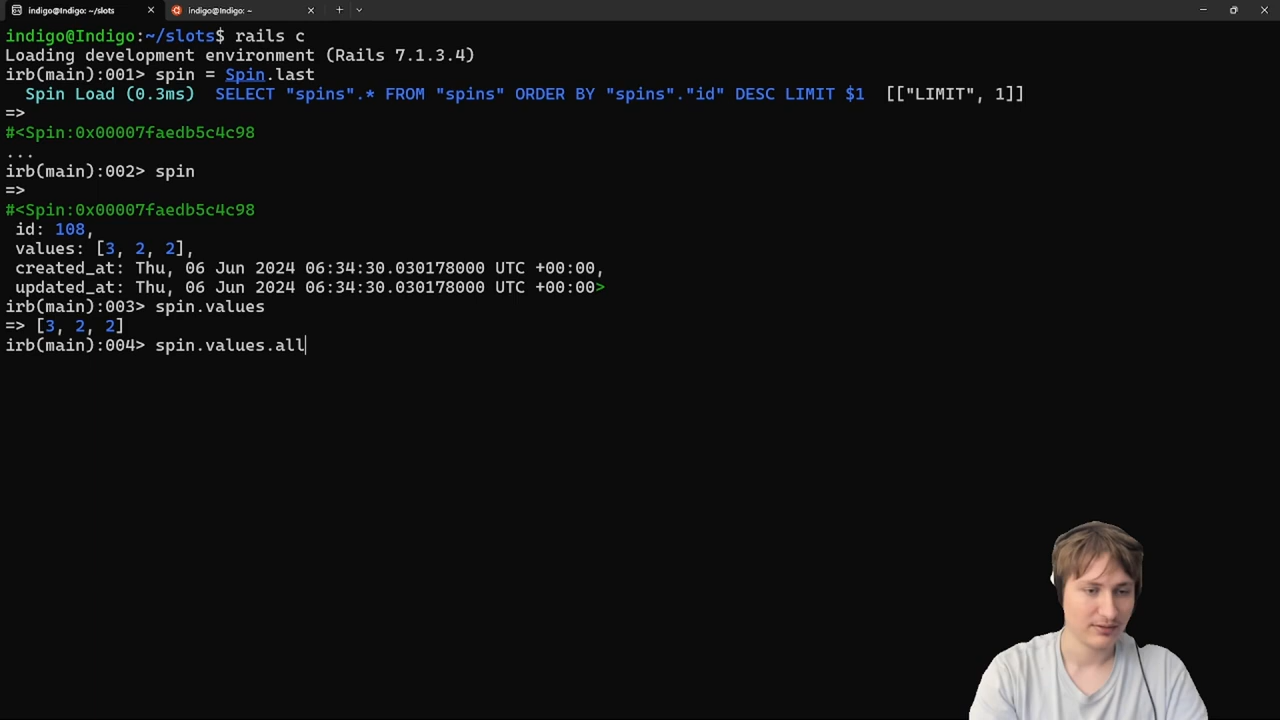 indigo@Indigo: ~/slots
indigo@Indigo: ~
indigo@Indigo:~/slots$ rails c
Loading development environment (Rails 7.1.3.4)
irb(main):001> spin = Spin.last
Spin Load (0.3ms)  SELECT "spins".* FROM "spins" ORDER BY "spins"."id" DESC LIMIT $1  [["LIMIT", 1]]
=>
#<Spin:0x00007faedb5c4c98
...
irb(main):002> spin
=>
#<Spin:0x00007faedb5c4c98
id: 108,
values: [3, 2, 2],
created_at: Thu, 06 Jun 2024 06:34:30.030178000 UTC +00:00,
updated_at: Thu, 06 Jun 2024 06:34:30.030178000 UTC +00:00>
irb(main):003> spin.values
=> [3, 2, 2]
irb(main):004> spin.values.all